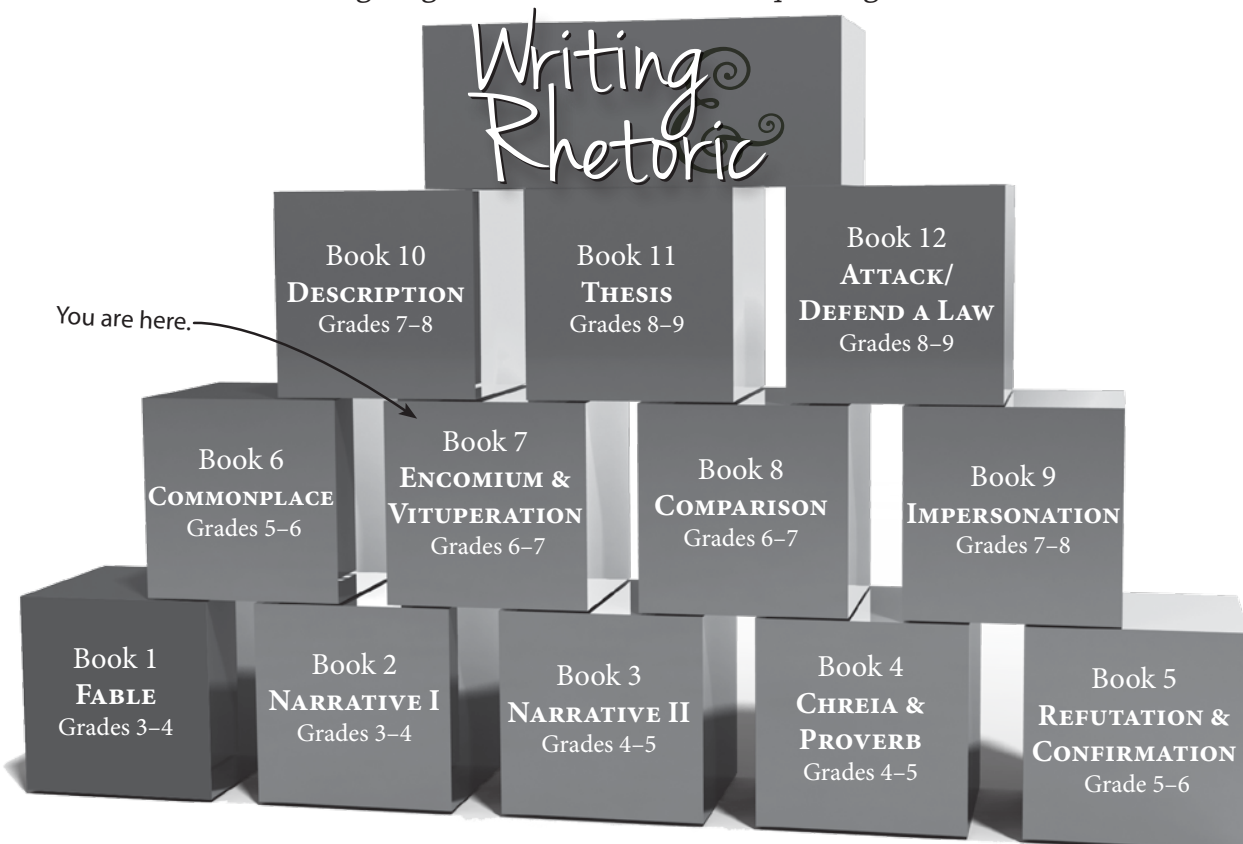 Writing
&
Rhetoric
Book 10
DESCRIPTION
Grades 7–8
Book 11
THESIS
Grades 8–9
Book 12
ATTACK/
DEFEND A LAW
Grades 8–9
You are here.
Book 6
COMMONPLACE
Grades 5–6
Book 7
ENCOMIUM &
VITUPERATION
Grades 6–7
Book 8
COMPARISON
Grades 6–7
Book 9
IMPERSONATION
Grades 7–8
Book 1
FABLE
Grades 3–4
Book 2
NARRATIVE I
Grades 3–4
Book 3
NARRATIVE II
Grades 4–5
Book 4
CHREIA &
PROVERB
Grades 4–5
Book 5
REFUTATION &
CONFIRMATION
Grade 5–6